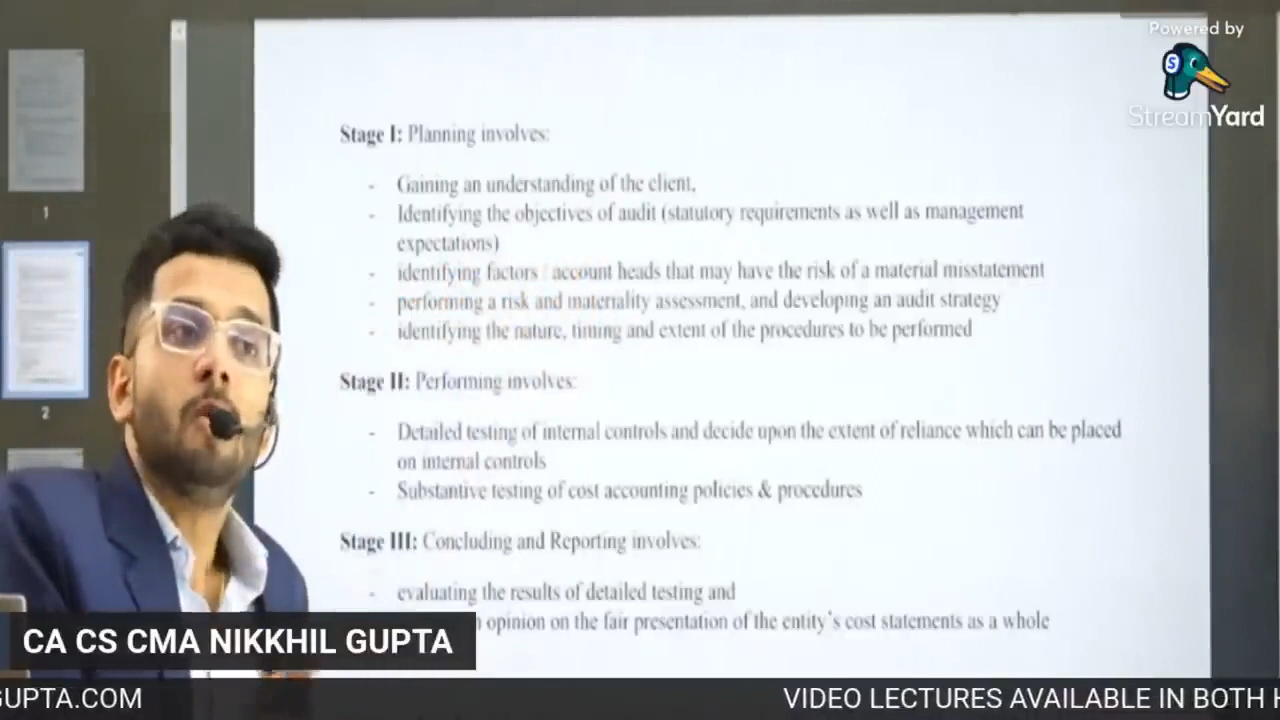 Powered by
S
StreamYard
Stage I: Planning involves:
- Gaining an understanding of the client,
- Identifying the objectives of audit (statutory requirements as well as management
expectations)
- identifying factors / account heads that may have the risk of a material misstatement
- performing a risk and materiality assessment, and developing an audit strategy
- identifying the nature, timing and extent of the procedures to be performed
1
Stage II: Performing involves:
2
- Detailed testing of internal controls and decide upon the extent of reliance which can be placed
on internal controls
- Substantive testing of cost accounting policies & procedures
Stage III: Concluding and Reporting involves:
- evaluating the results of detailed testing and
opinion on the fair presentation of the entity's cost statements as a whole
CA CS CMA NIKKHIL GUPTA
GUPTA.COM
VIDEO LECTURES AVAILABLE IN BOTH